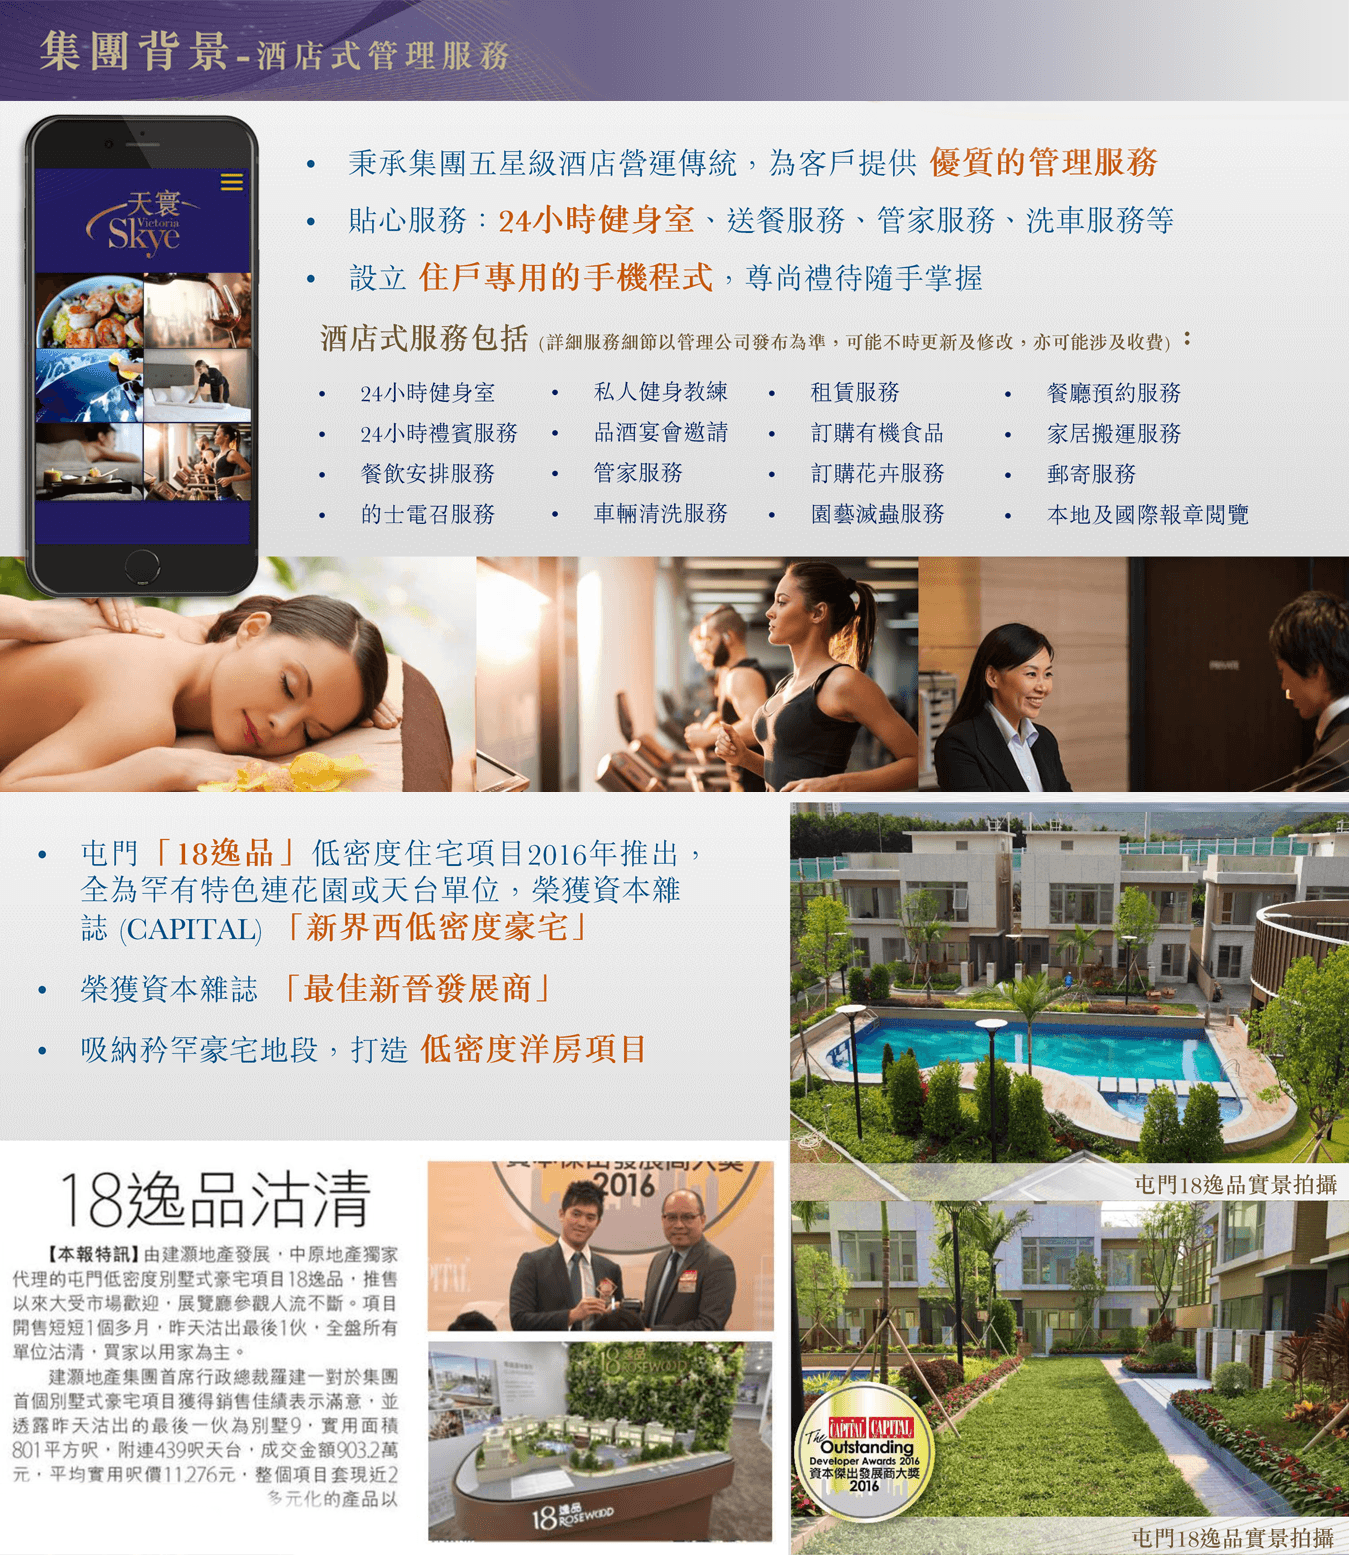 集團背景-酒店式管理服務
天寰
Victoria
Skye
• 秉承集團五星級酒店營運傳統，為客戶提供 優質的管理服務
• 貼心服務：24小時健身室、送餐服務、管家服務、洗車服務等
• 設立 住戶專用的手機程式，尊尚禮待隨手掌握
酒店式服務包括 (詳細服務細節以管理公司發布為準，可能不時更新及修改，亦可能涉及收費)：
• 24小時健身室 • 私人健身教練 • 租賃服務 • 餐廳預約服務
• 24小時禮賓服務 • 品酒宴會邀請 • 訂購有機食品 • 家居搬運服務
• 餐飲安排服務 • 管家服務 • 訂購花卉服務 • 郵寄服務
• 的士電召服務 • 車輛清洗服務 • 園藝滅蟲服務 • 本地及國際報章閱覽
PRIVATE
• 屯門「18逸品」低密度住宅項目2016年推出，
全為罕有特色連花園或天台單位，榮獲資本雜
誌 (CAPITAL) 「新界西低密度豪宅」
• 榮獲資本雜誌 「最佳新晉發展商」
• 吸納矜罕豪宅地段，打造 低密度洋房項目
屯門18逸品實景拍攝
18逸品沽清
【本報特訊】由建灝地產發展，中原地產獨家
代理的屯門低密度別墅式豪宅項目18逸品，推售
以來大受市場歡迎，展覽廳參觀人流不斷。項目
開售短短1個多月，昨天沽出最後1伙，全盤所有
單位沽清，買家以用家為主。
建灝地產集團首席行政總裁羅建一對於集團
首個別墅式豪宅項目獲得銷售佳績表示滿意，並
透露昨天沽出的最後一伙為別墅9，實用面積
801平方呎，附連439呎天台，成交金額903.2萬
元，平均實用呎價11,276元，整個項目套現近2
多元化的產品以
資本傑出發展商大獎
2016
18逸品
ROSEWOOD
18逸品
ROSEWOOD
CAPITAL CAPITAL
The Outstanding
Developer Awards 2016
資本傑出發展商大獎
2016
屯門18逸品實景拍攝